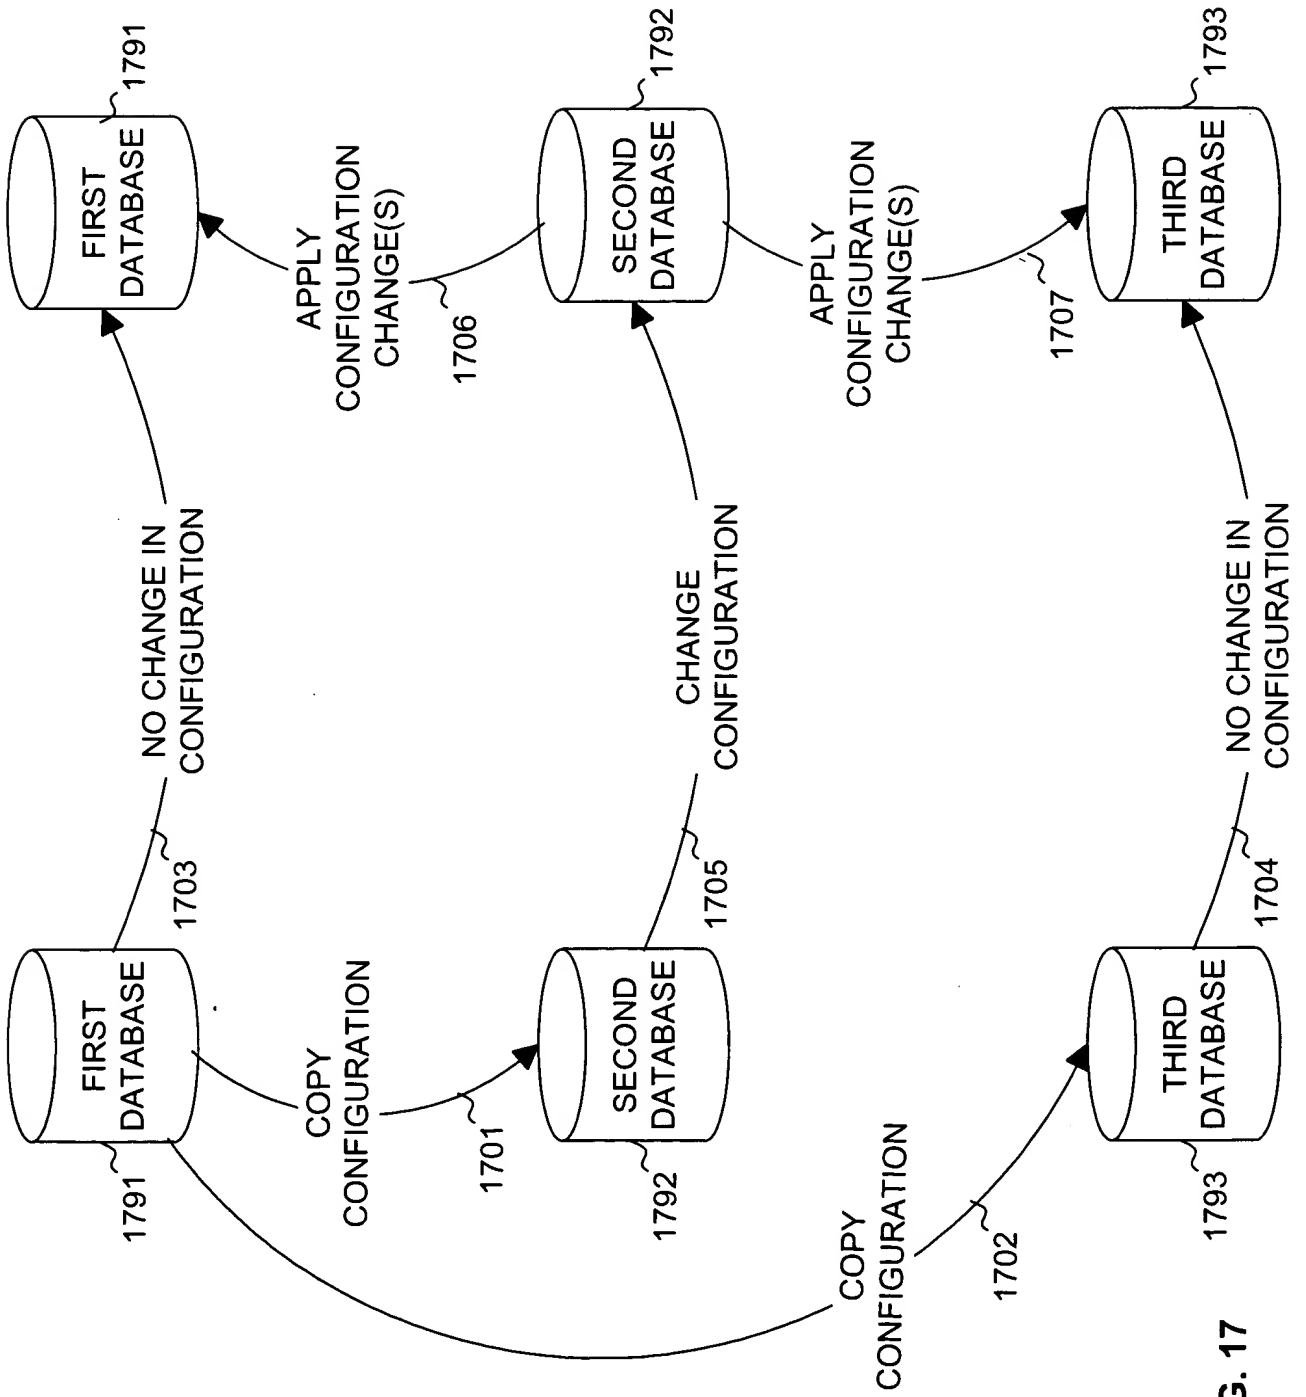 FIRST
DATABASE
1791
NO CHANGE IN
CONFIGURATION
1703
FIRST
DATABASE
1791
COPY
CONFIGURATION
1701
APPLY
CONFIGURATION
CHANGE(S)
1706
SECOND
DATABASE
1792
CHANGE
CONFIGURATION
1705
SECOND
DATABASE
1792
COPY
CONFIGURATION
1702
APPLY
CONFIGURATION
CHANGE(S)
1707
THIRD
DATABASE
1793
NO CHANGE IN
CONFIGURATION
1704
THIRD
DATABASE
1793
G. 17